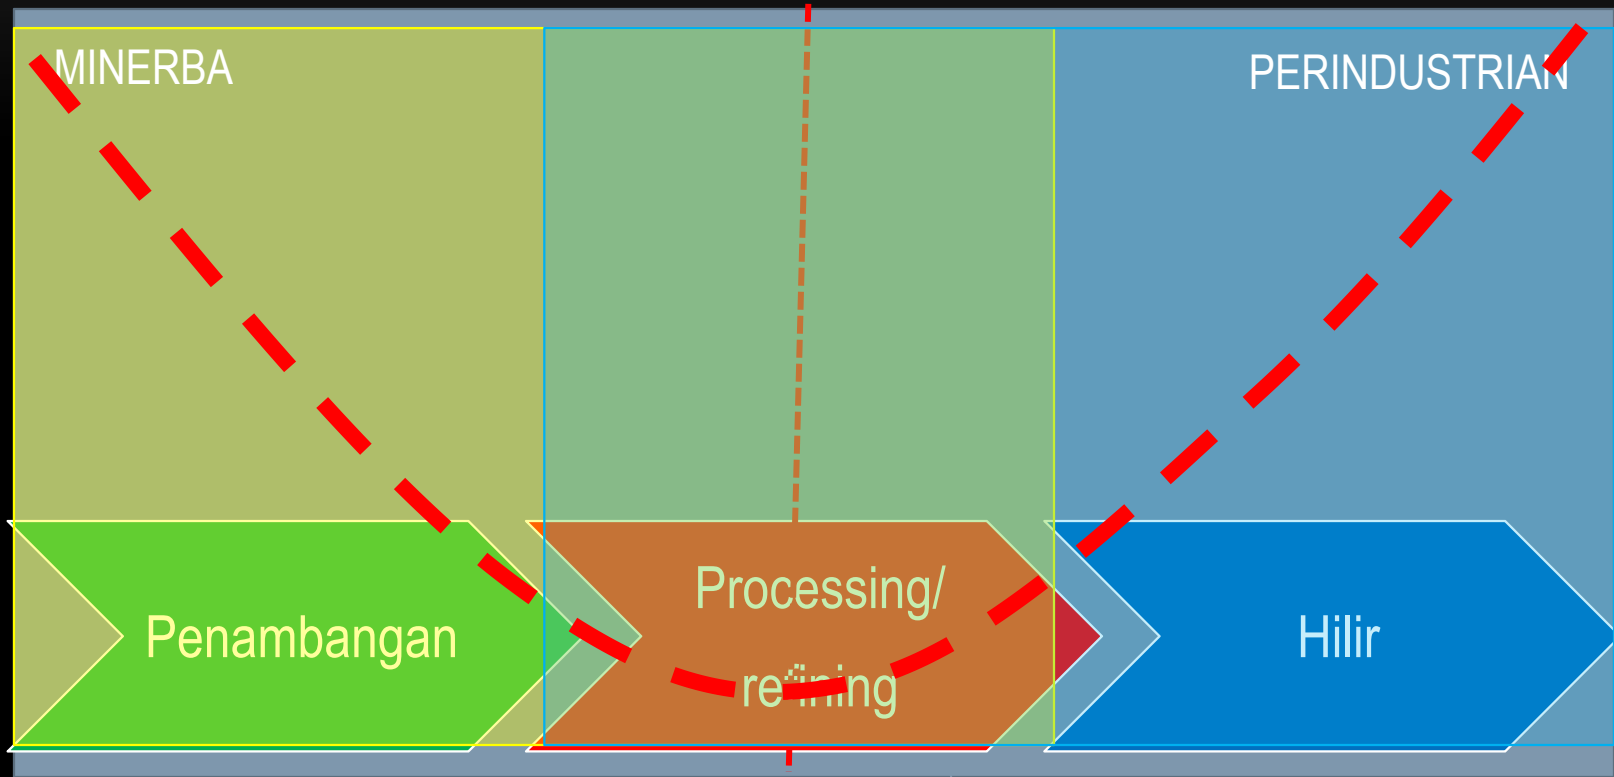 MINERBA
PERINDUSTRIAN
Penambangan
Processing/
refining
Hilir